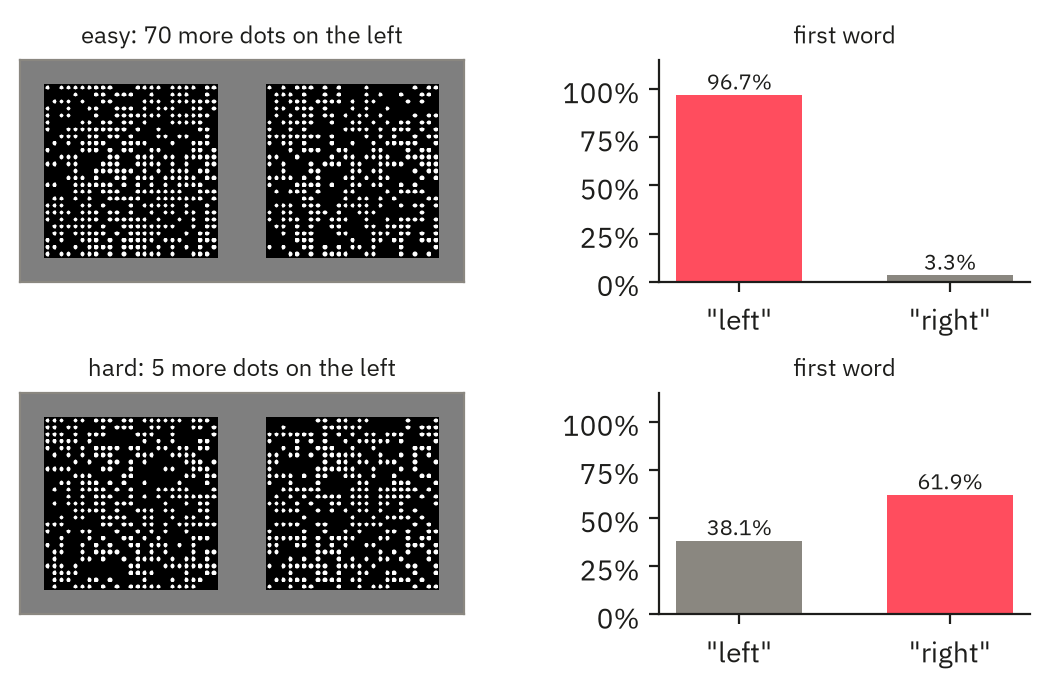 easy: 70 more dots on the left
first word
100%
75%
50%
25%
0%
96.7%
3.3%
"left"
"right"
hard: 5 more dots on the left
first word
100%
75%
50%
25%
0%
38.1%
61.9%
"left"
"right"